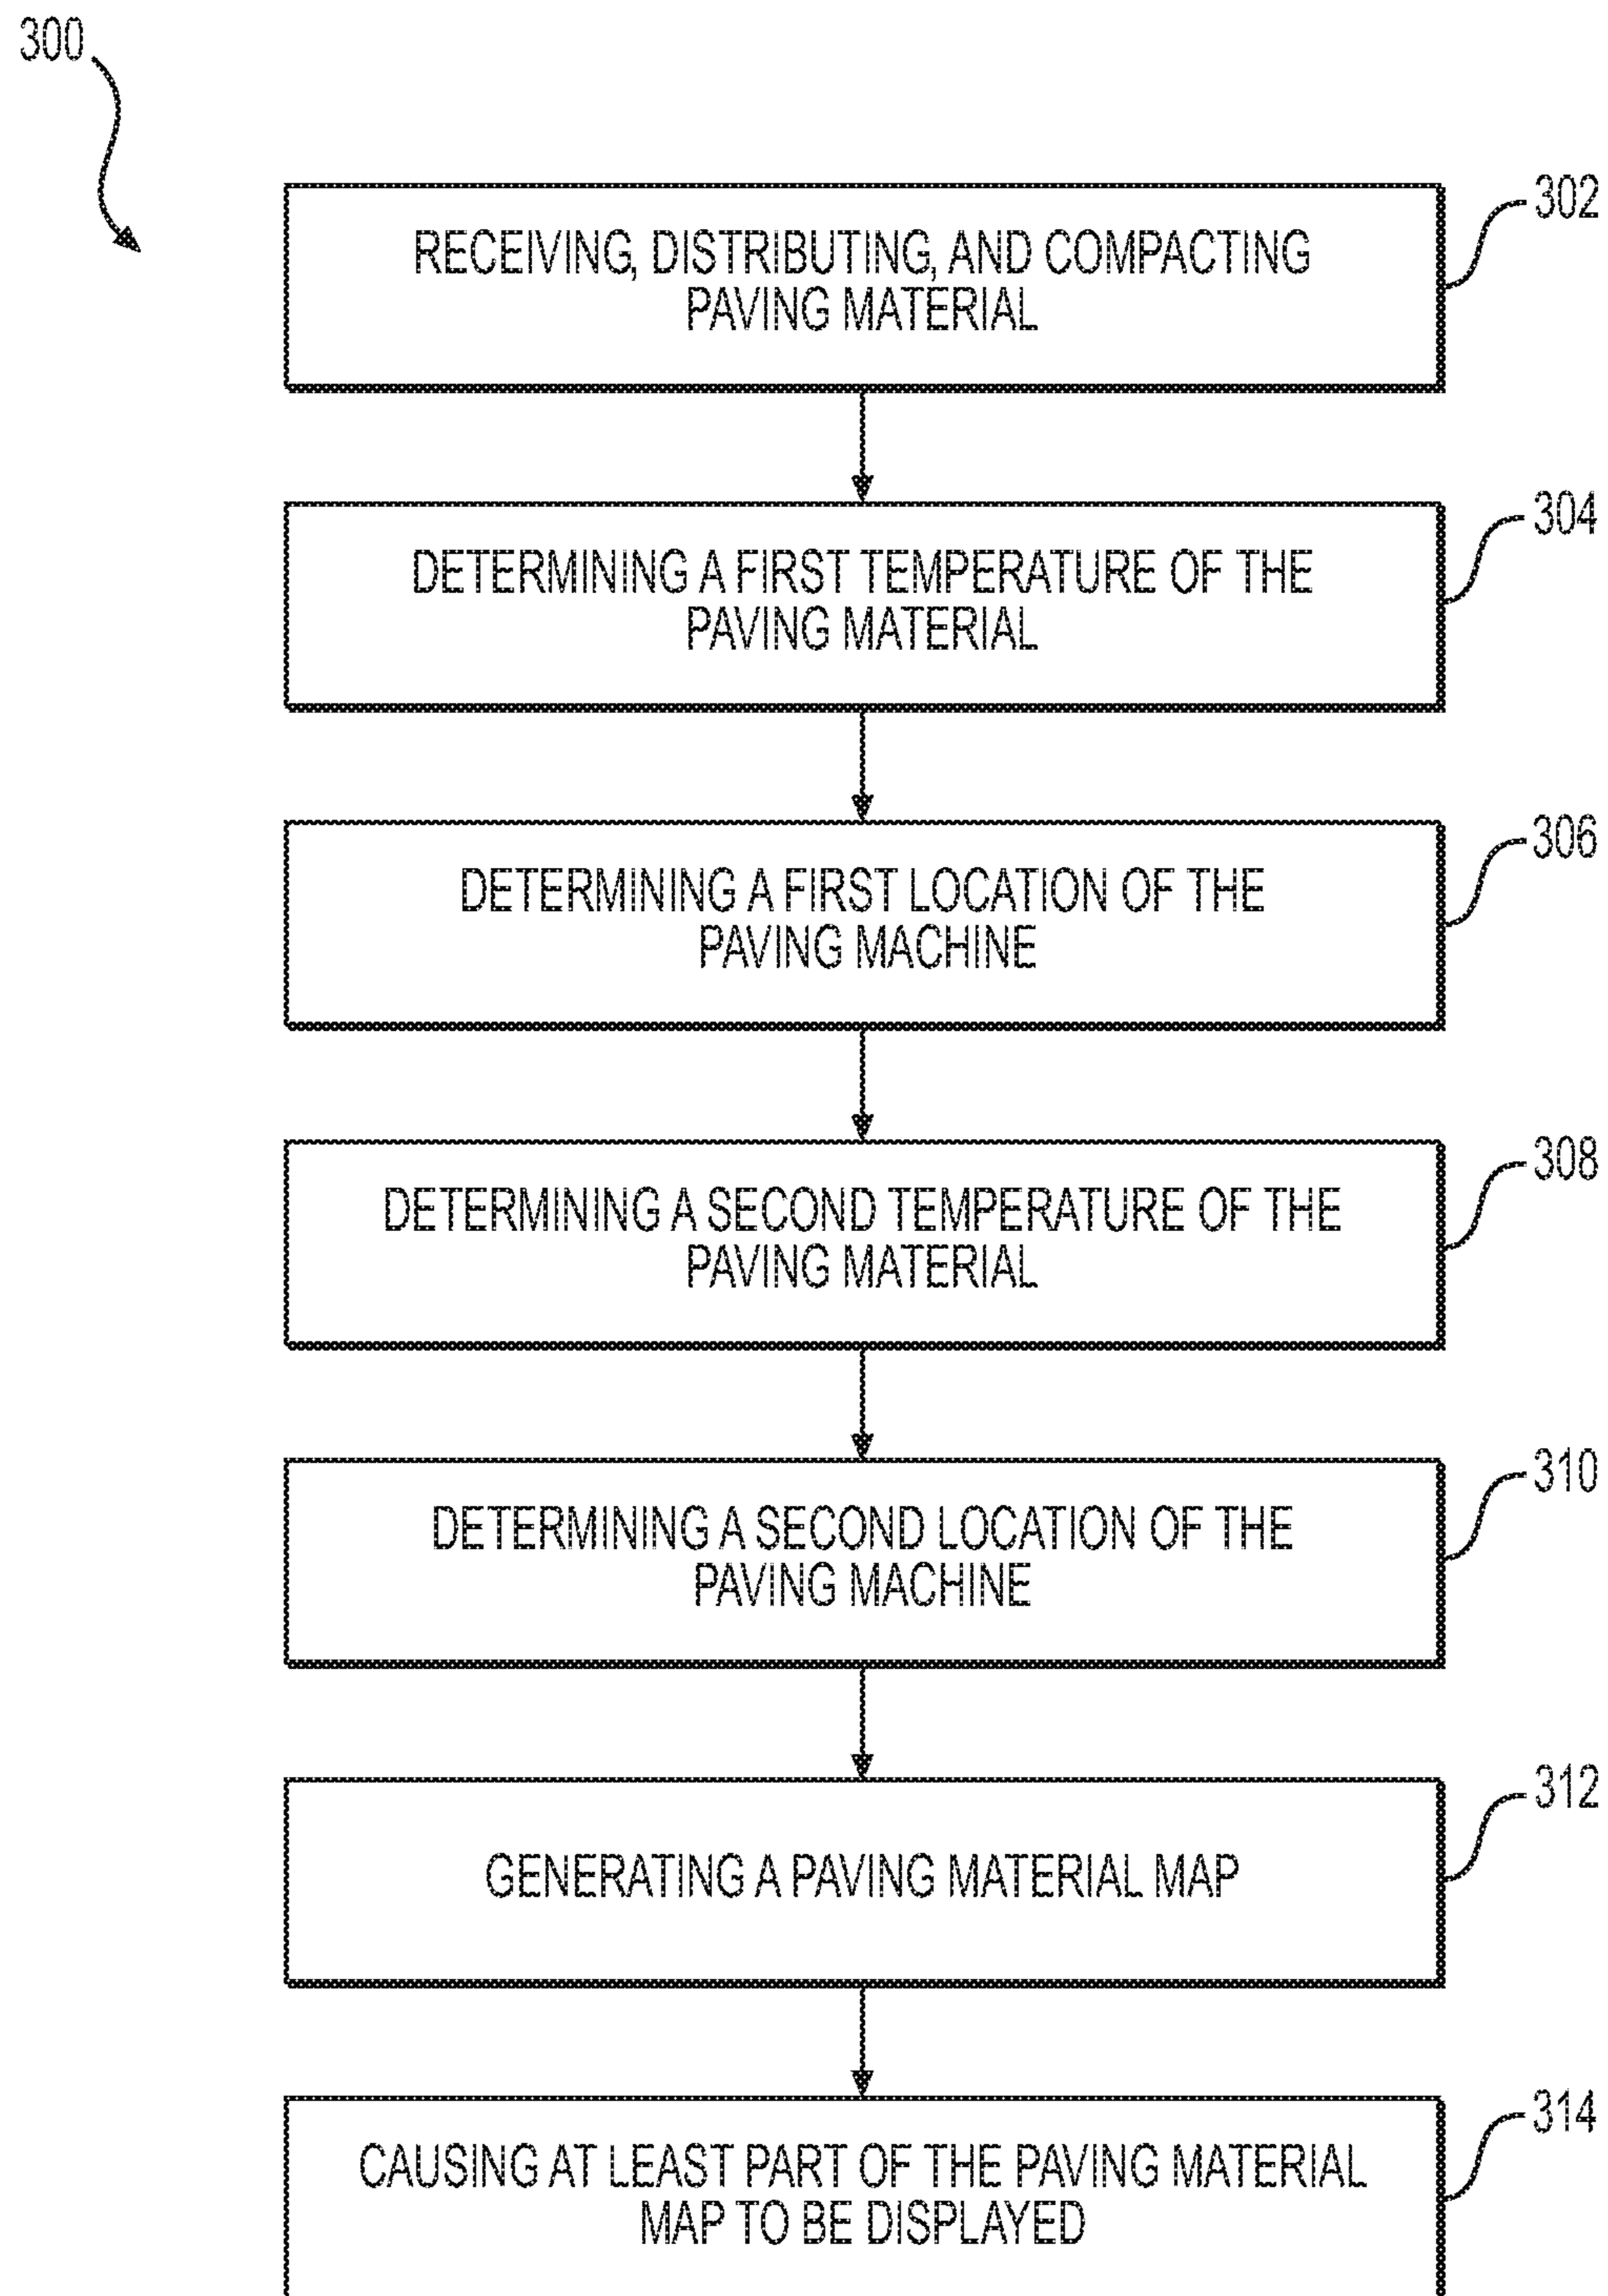 300
302
RECEIVING, DISTRIBUTING, AND COMPACTING
PAVING MATERIAL
304
DETERMINING A FIRST TEMPERATURE OF THE
PAVING MATERIAL
306
DETERMINING A FIRST LOCATION OF THE
PAVING MACHINE
308
DETERMINING A SECOND TEMPERATURE OF THE
PAVING MATERIAL
310
DETERMINING A SECOND LOCATION OF THE
PAVING MACHINE
312
GENERATING A PAVING MATERIAL MAP
314
CAUSING AT LEAST PART OF THE PAVING MATERIAL
MAP TO BE DISPLAYED